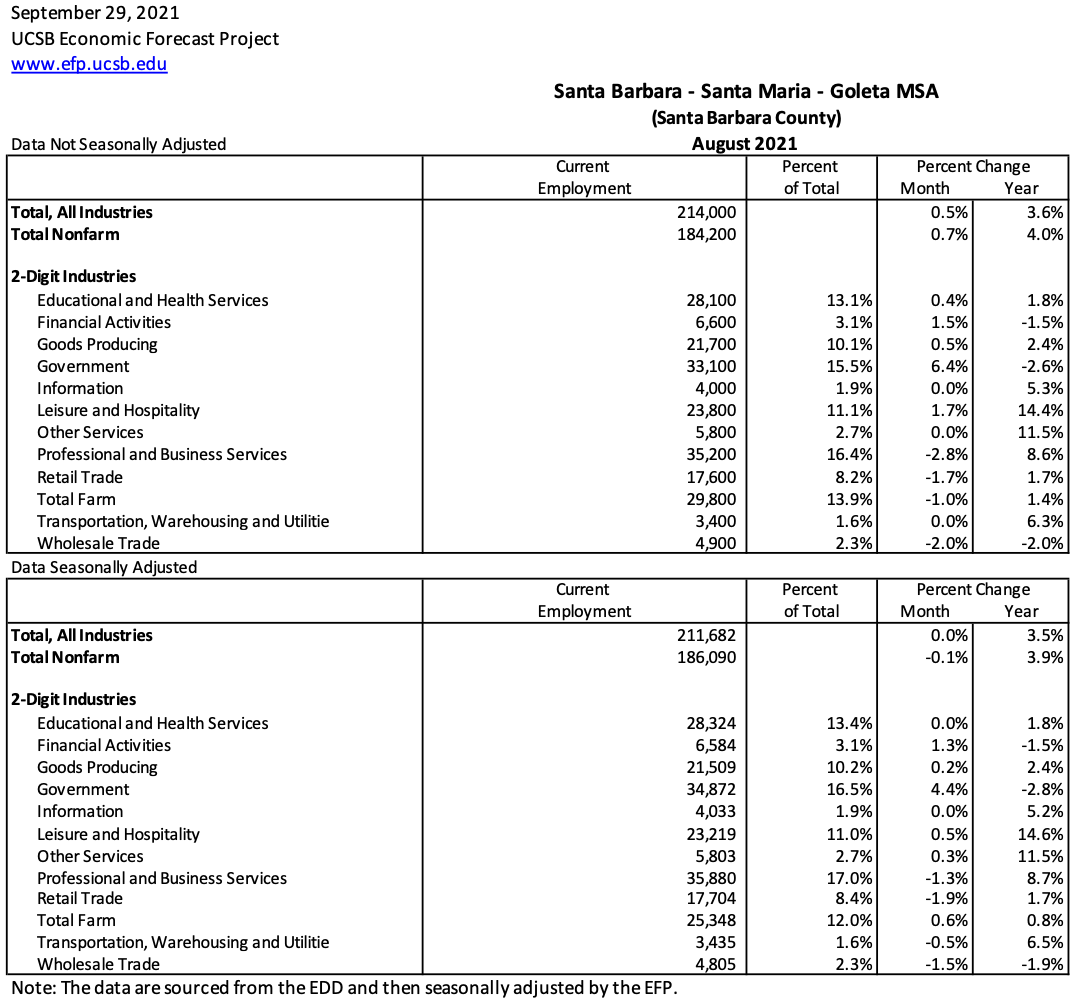 September 29, 2021
UCSB Economic Forecast Project
www.efp.ucsb.edu
Santa Barbara - Santa Maria - Goleta MSA
(Santa Barbara County)
Data Not Seasonally Adjusted August 2021
Current Percent Percent Change
Employment of Total Month Year
Total, All Industries 214,000 0.5% 3.6%
Total Nonfarm 184,200 0.7% 4.0%
2-Digit Industries
Educational and Health Services 28,100 13.1% 0.4% 1.8%
Financial Activities 6,600 3.1% 1.5% -1.5%
Goods Producing 21,700 10.1% 0.5% 2.4%
Government 33,100 15.5% 6.4% -2.6%
Information 4,000 1.9% 0.0% 5.3%
Leisure and Hospitality 23,800 11.1% 1.7% 14.4%
Other Services 5,800 2.7% 0.0% 11.5%
Professional and Business Services 35,200 16.4% -2.8% 8.6%
Retail Trade 17,600 8.2% -1.7% 1.7%
Total Farm 29,800 13.9% -1.0% 1.4%
Transportation, Warehousing and Utilitie 3,400 1.6% 0.0% 6.3%
Wholesale Trade 4,900 2.3% -2.0% -2.0%
Data Seasonally Adjusted
Current Percent Percent Change
Employment of Total Month Year
Total, All Industries 211,682 0.0% 3.5%
Total Nonfarm 186,090 -0.1% 3.9%
2-Digit Industries
Educational and Health Services 28,324 13.4% 0.0% 1.8%
Financial Activities 6,584 3.1% 1.3% -1.5%
Goods Producing 21,509 10.2% 0.2% 2.4%
Government 34,872 16.5% 4.4% -2.8%
Information 4,033 1.9% 0.0% 5.2%
Leisure and Hospitality 23,219 11.0% 0.5% 14.6%
Other Services 5,803 2.7% 0.3% 11.5%
Professional and Business Services 35,880 17.0% -1.3% 8.7%
Retail Trade 17,704 8.4% -1.9% 1.7%
Total Farm 25,348 12.0% 0.6% 0.8%
Transportation, Warehousing and Utilitie 3,435 1.6% -0.5% 6.5%
Wholesale Trade 4,805 2.3% -1.5% -1.9%
Note: The data are sourced from the EDD and then seasonally adjusted by the EFP.